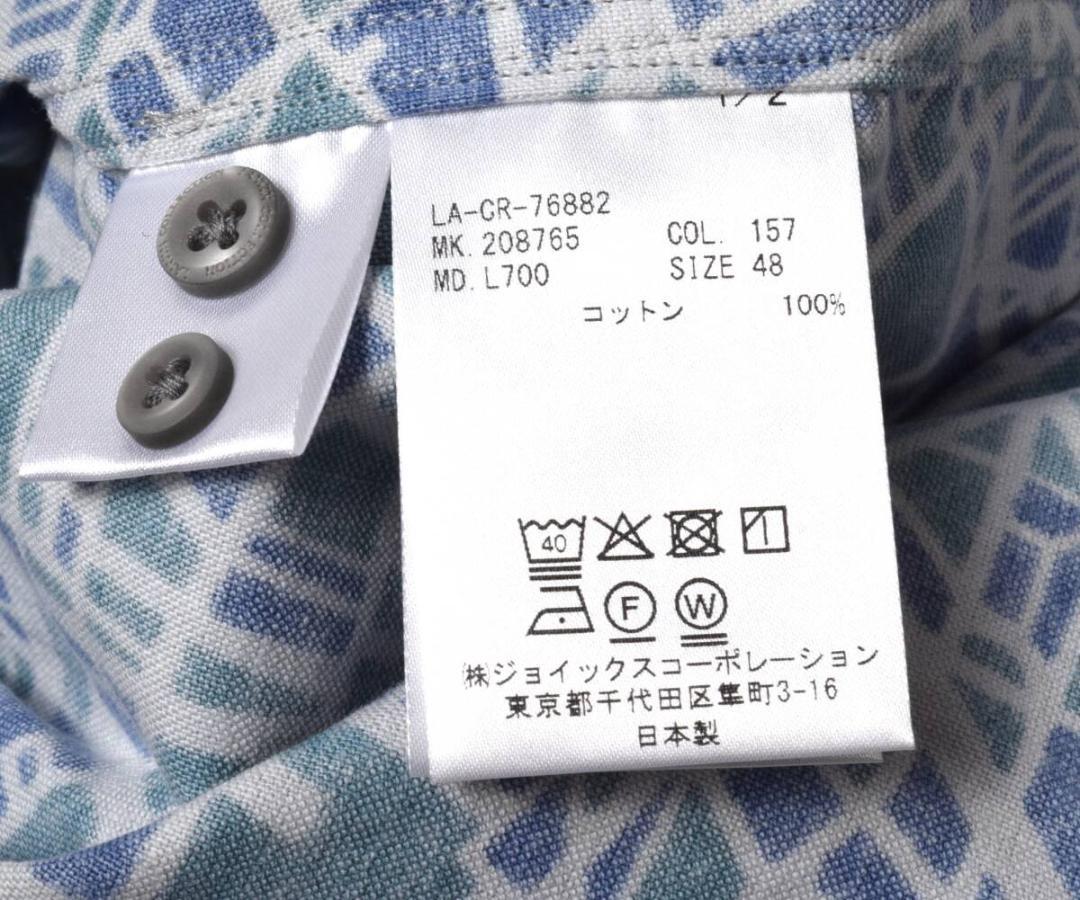 1/2
LA-CR-76882
MK. 208765 COL. 157
MD. L700 SIZE 48
コットン 100%
40
F W
㈱ジョイックスコーポレーション
東京都千代田区隼町3-16
日本製